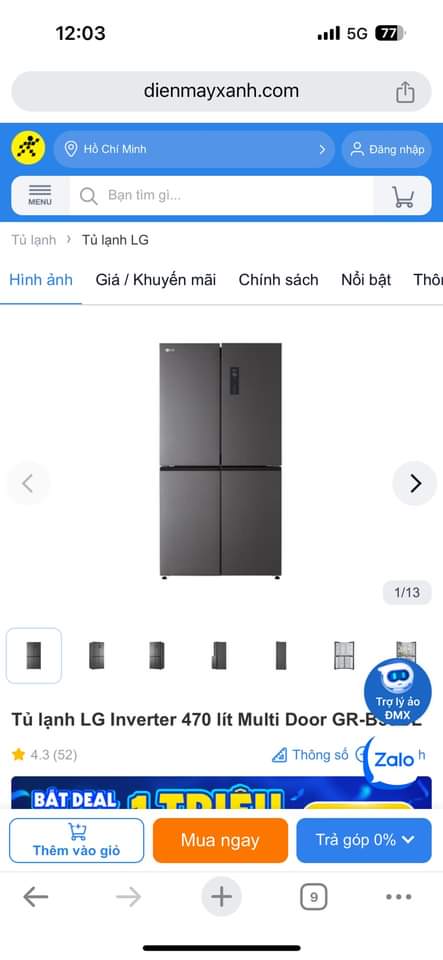 12:03
5G
77
dienmayxanh.com
Hồ Chí Minh
Đăng nhập
MENU
Bạn tìm gì...
Tủ lạnh
Tủ lạnh LG
Hình ảnh
Giá / Khuyến mãi
Chính sách
Nổi bật
LG
1/13
Trợ lý ảo
ĐMX
Tủ lạnh LG Inverter 470 lít Multi Door
4.3 (52)
Thông số
Zalo
BẮT DEAL
1 TRIỆU
Thêm vào giỏ
Mua ngay
Trả góp 0%
9